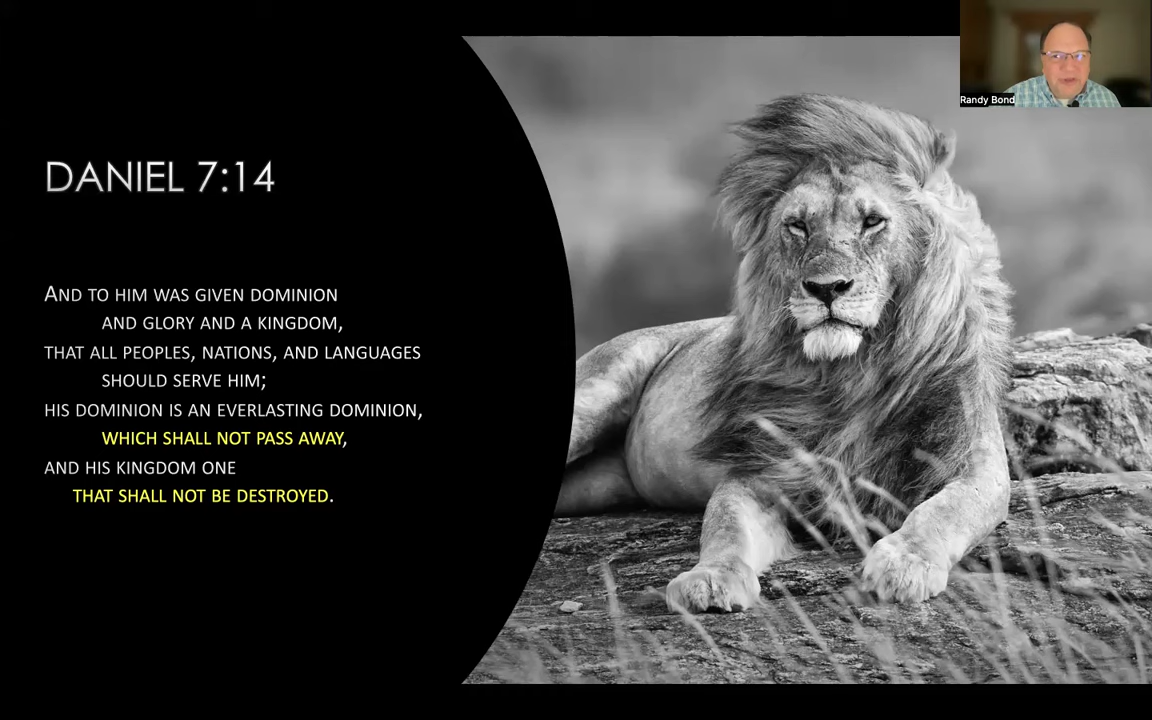 Randy Bond
DANIEL 7:14
AND TO HIM WAS GIVEN DOMINION
AND GLORY AND A KINGDOM,
THAT ALL PEOPLES, NATIONS, AND LANGUAGES
SHOULD SERVE HIM;
HIS DOMINION IS AN EVERLASTING DOMINION,
WHICH SHALL NOT PASS AWAY,
AND HIS KINGDOM ONE
THAT SHALL NOT BE DESTROYED.